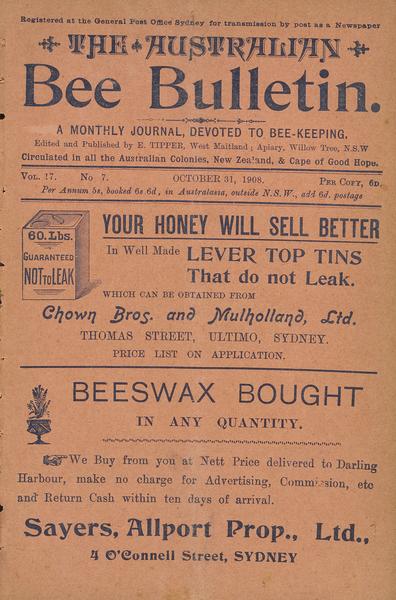 Registered at the General Post Office Sydney for transmission by post as a Newspaper
THE AUSTRALIAN
Bee Bulletin.
A MONTHLY JOURNAL, DEVOTED TO BEE-KEEPING.
Edited and Published by E. TIPPER, West Maitland; Apiary, Willow Tree, N.S.W
Circulated in all the Australian Colonies, New Zealand, & Cape of Good Hope.
VOL. 17. No 7. OCTOBER 31, 1908. PER COPY, 6D.
Per Annum 5s, booked 6s 6d, in Australasia, outside N.S.W., add 6d. postage
60. Lbs.
GUARANTEED
NOT TO LEAK
YOUR HONEY WILL SELL BETTER
In Well Made LEVER TOP TINS
That do not Leak.
WHICH CAN BE OBTAINED FROM
Chown Bros. and Mulholland, Ltd.
THOMAS STREET, ULTIMO, SYDNEY.
PRICE LIST ON APPLICATION.
BEESWAX BOUGHT
IN ANY QUANTITY.
We Buy from you at Nett Price delivered to Darling
Harbour, make no charge for Advertising, Commission, etc
and Return Cash within ten days of arrival.
Sayers, Allport Prop., Ltd.,
4 O'Connell Street, SYDNEY